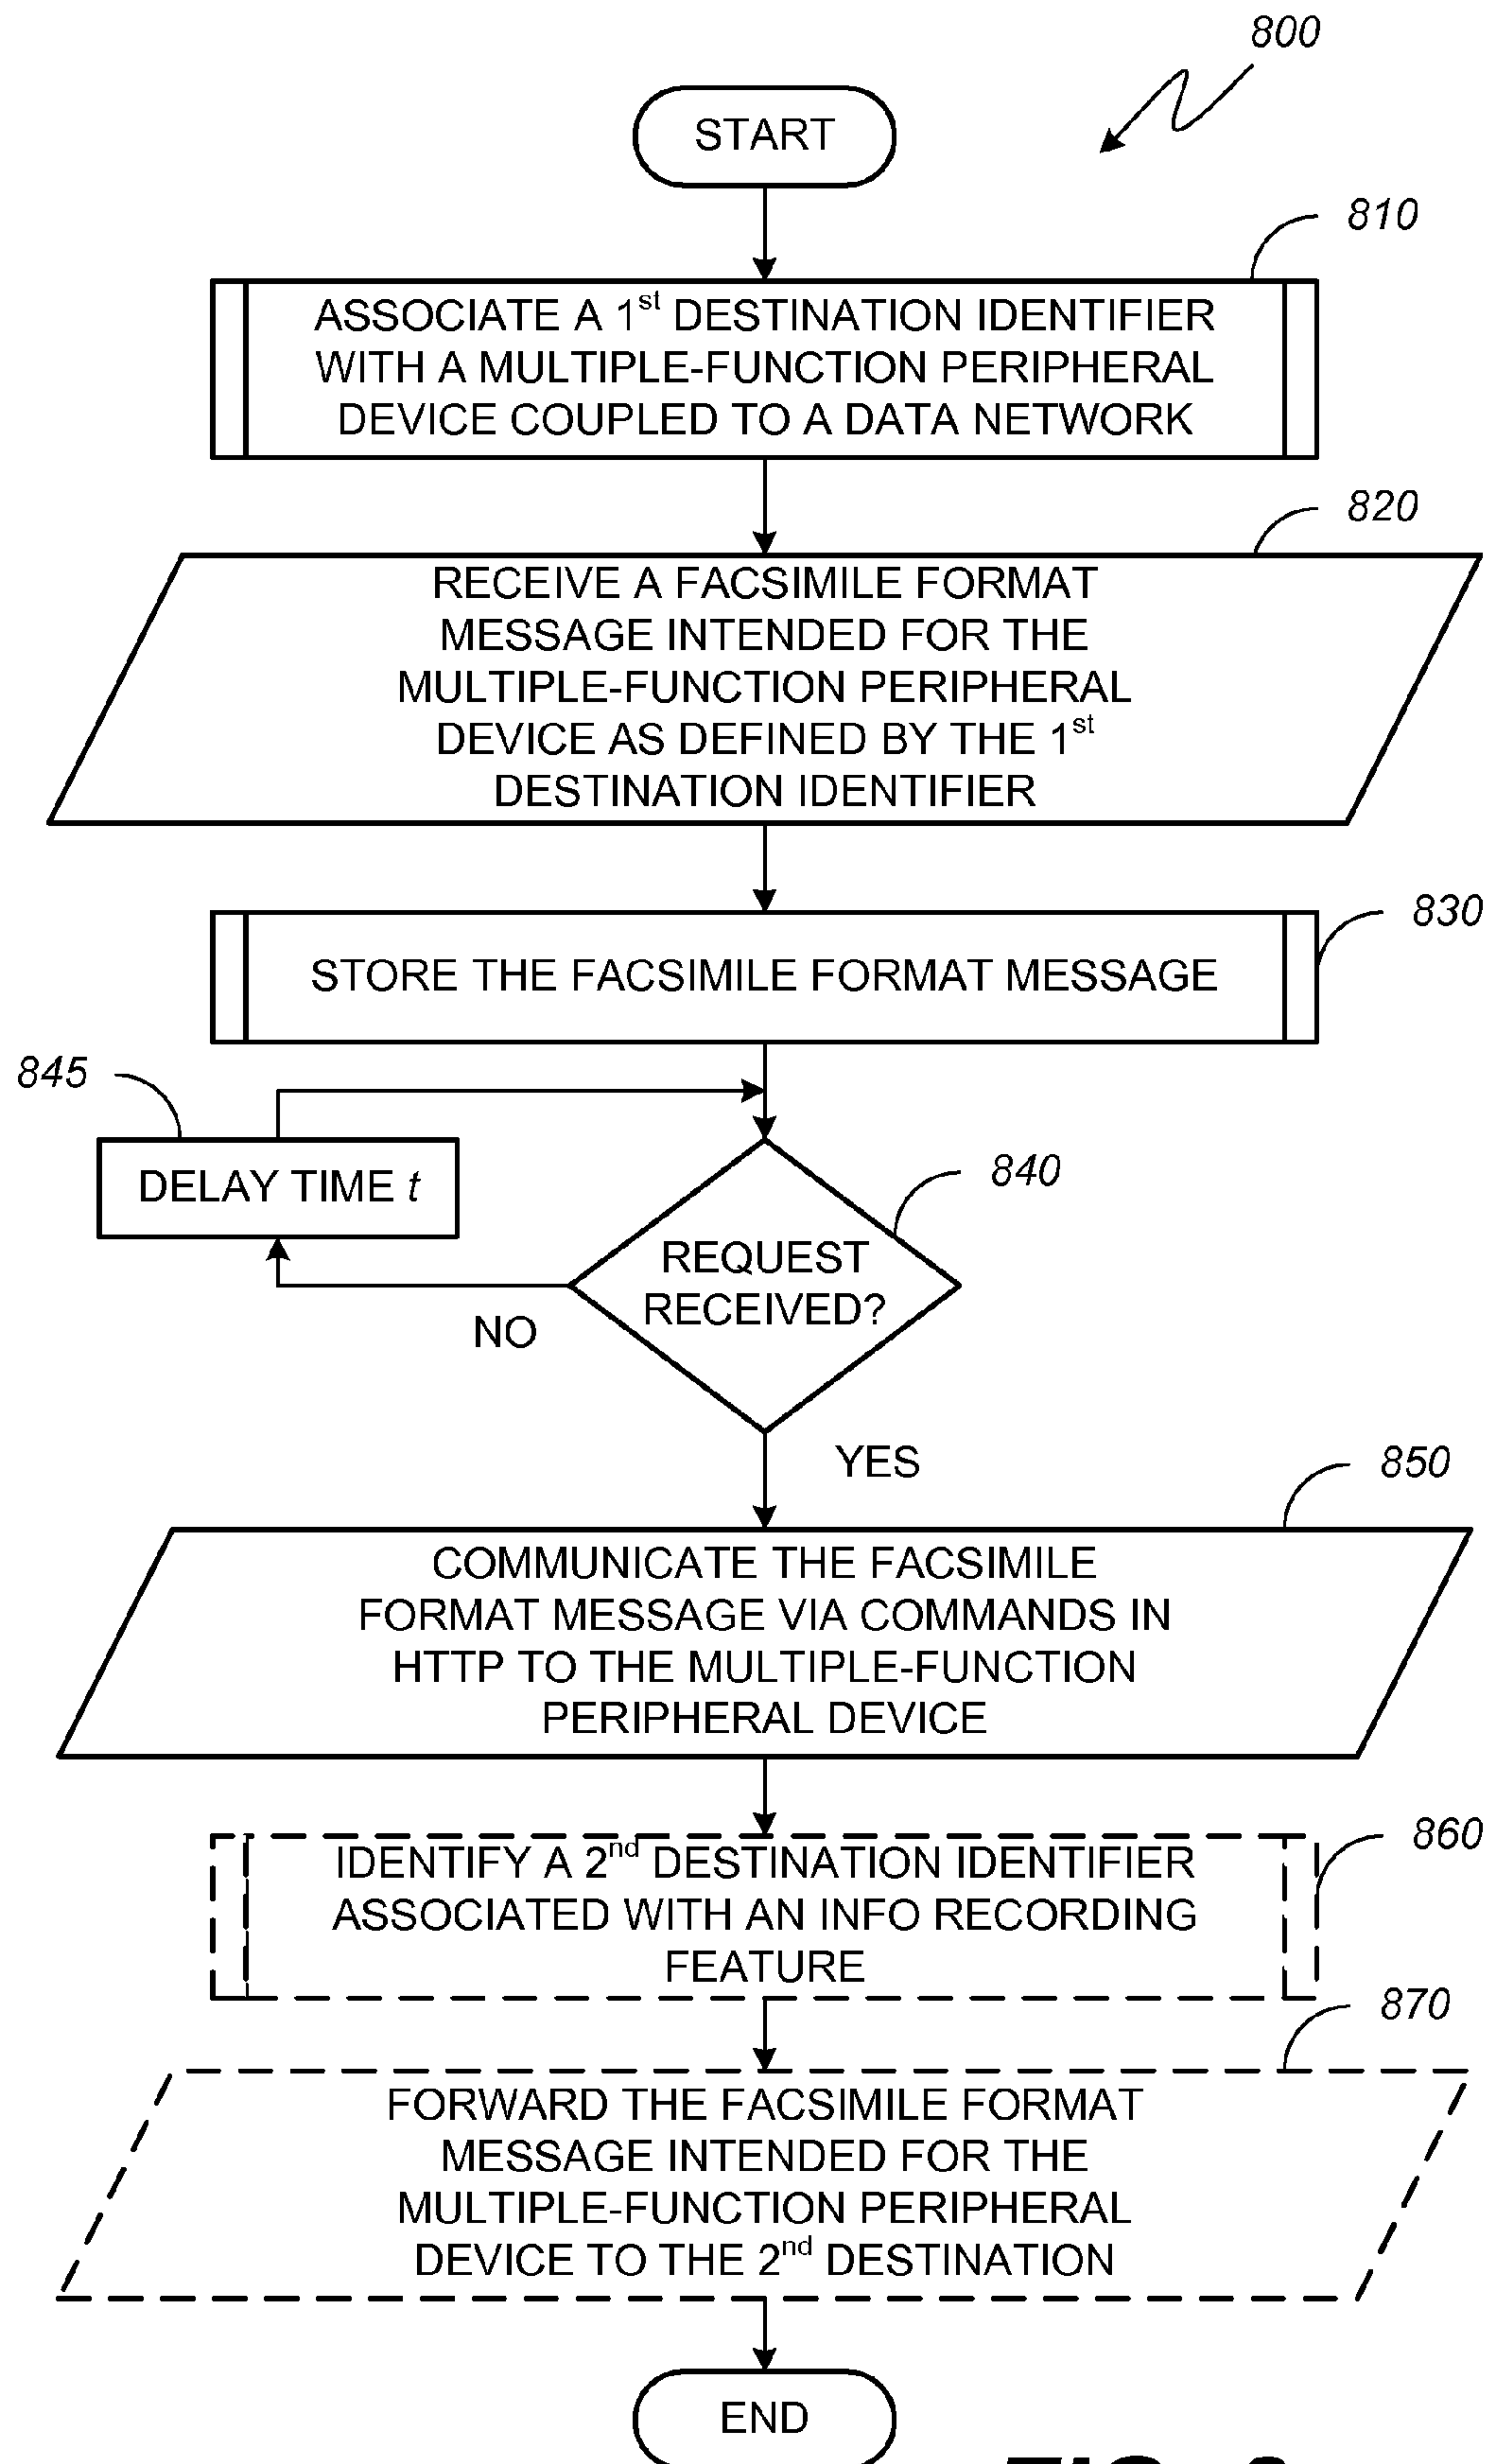 800
START
810
ASSOCIATE A 1st DESTINATION IDENTIFIER
WITH A MULTIPLE-FUNCTION PERIPHERAL
DEVICE COUPLED TO A DATA NETWORK
820
RECEIVE A FACSIMILE FORMAT
MESSAGE INTENDED FOR THE
MULTIPLE-FUNCTION PERIPHERAL
DEVICE AS DEFINED BY THE 1st
DESTINATION IDENTIFIER
830
STORE THE FACSIMILE FORMAT MESSAGE
845
DELAY TIME t
840
REQUEST
RECEIVED?
NO
YES
850
COMMUNICATE THE FACSIMILE
FORMAT MESSAGE VIA COMMANDS IN
HTTP TO THE MULTIPLE-FUNCTION
PERIPHERAL DEVICE
860
IDENTIFY A 2nd DESTINATION IDENTIFIER
ASSOCIATED WITH AN INFO RECORDING
FEATURE
870
FORWARD THE FACSIMILE FORMAT
MESSAGE INTENDED FOR THE
MULTIPLE-FUNCTION PERIPHERAL
DEVICE TO THE 2nd DESTINATION
END